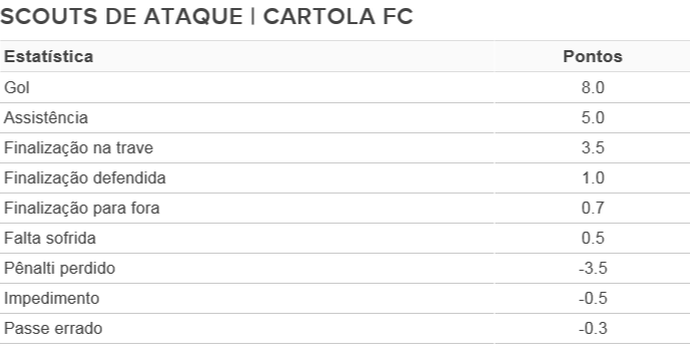 SCOUTS DE ATAQUE | CARTOLA FC
Estatística Pontos
Gol 8.0
Assistência 5.0
Finalização na trave 3.5
Finalização defendida 1.0
Finalização para fora 0.7
Falta sofrida 0.5
Pênalti perdido -3.5
Impedimento -0.5
Passe errado -0.3